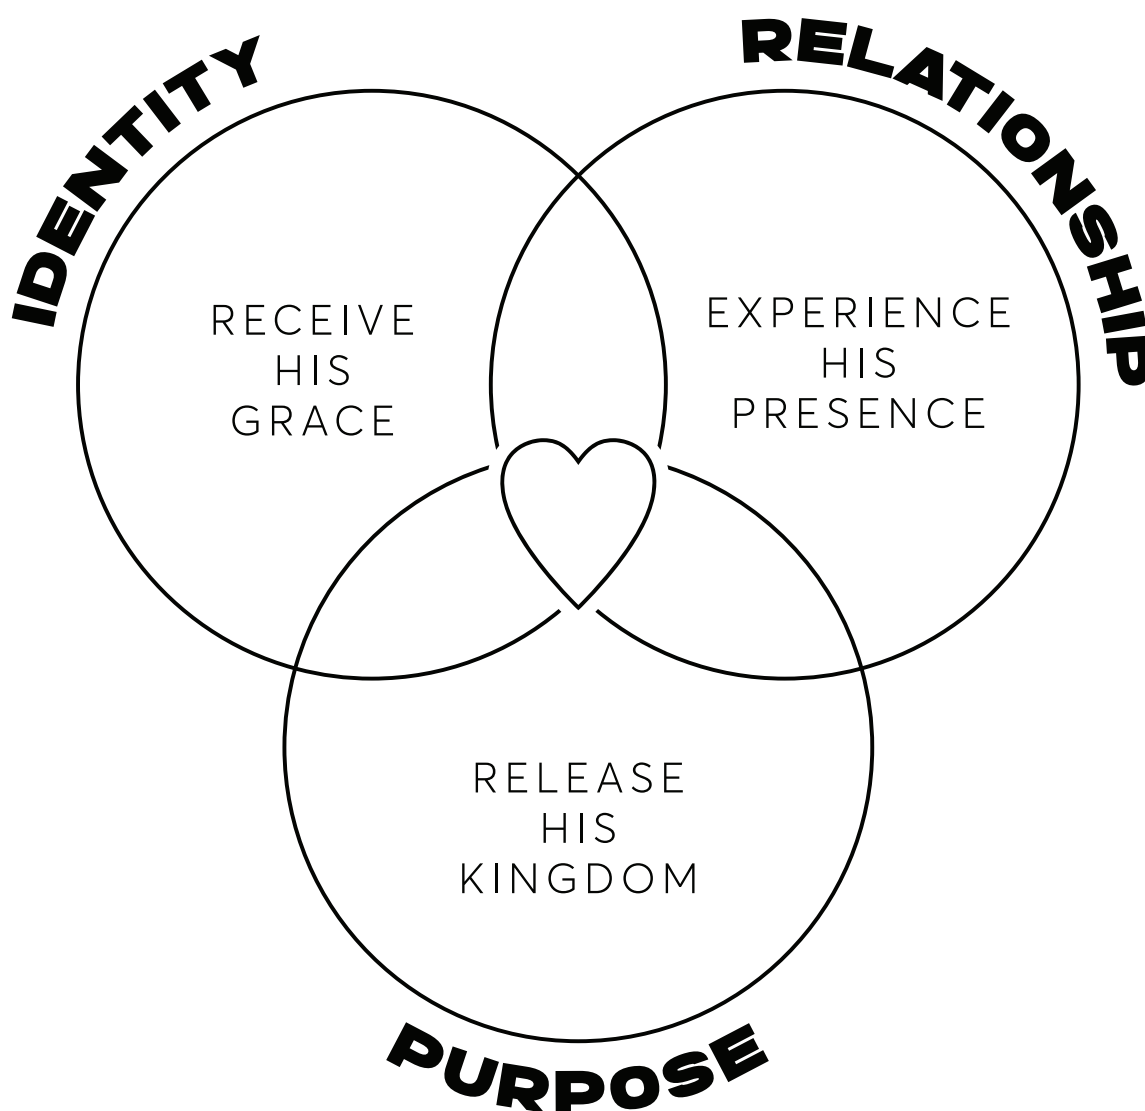 IDENTITY
RELATIONSHIP
RECEIVE
HIS
GRACE
EXPERIENCE
HIS
PRESENCE
RELEASE
HIS
KINGDOM
PURPOSE